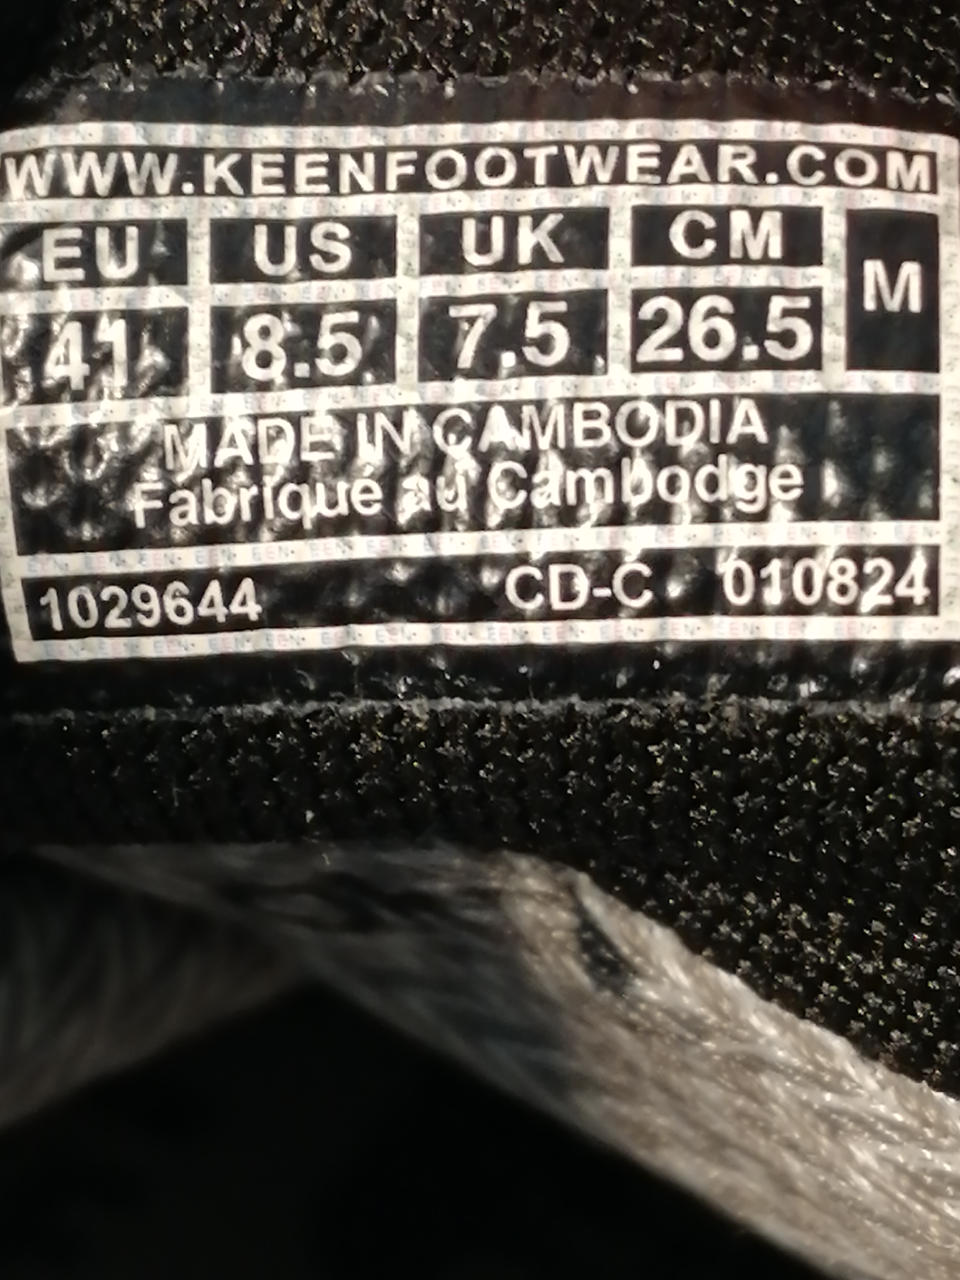 WWW.KEENFOOTWEAR.COM
EU US UK CM M
41 8.5 7.5 26.5
MADE IN CAMBODIA
Fabriqué au Cambodge
1029644 CD-C 010824